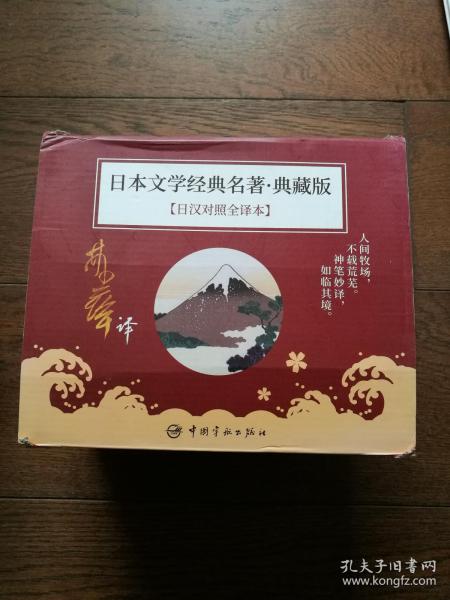 日本文学经典名著·典藏版
【日汉对照全译本】
人间牧场，
不载荒芜。
神笔妙译，
如临其境。
林少华 译
中国宇航出版社
孔夫子旧书网
www.kongfz.com